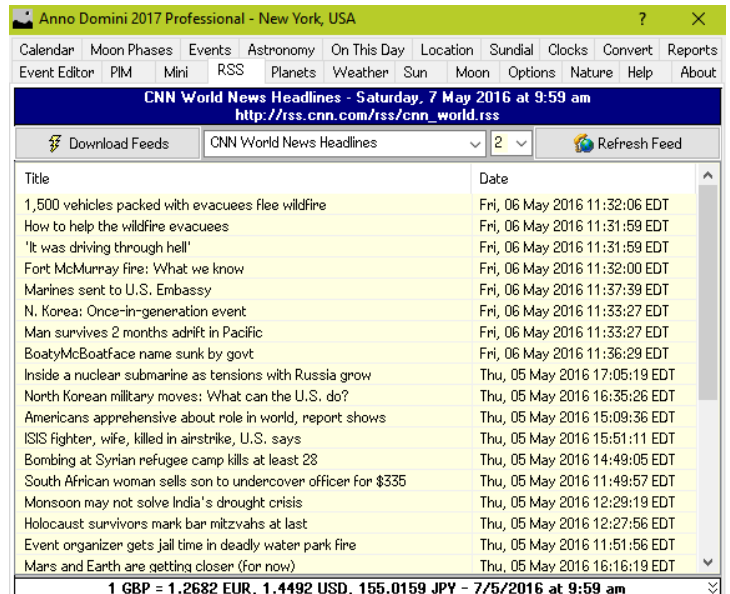 Anno Domini 2017 Professional - New York, USA ? X
Calendar Moon Phases Events Astronomy On This Day Location Sundial Clocks Convert Reports
Event Editor PIM Mini RSS Planets Weather Sun Moon Options Nature Help About
CNN World News Headlines - Saturday, 7 May 2016 at 9:59 am
http://rss.cnn.com/rss/cnn_world.rss
Download Feeds CNN World News Headlines 2 Refresh Feed
Title Date
1,500 vehicles packed with evacuees flee wildfire Fri, 06 May 2016 11:32:06 EDT
How to help the wildfire evacuees Fri, 06 May 2016 11:31:59 EDT
'It was driving through hell' Fri, 06 May 2016 11:31:59 EDT
Fort McMurray fire: What we know Fri, 06 May 2016 11:32:00 EDT
Marines sent to U.S. Embassy Fri, 06 May 2016 11:37:39 EDT
N. Korea: Once-in-generation event Fri, 06 May 2016 11:33:27 EDT
Man survives 2 months adrift in Pacific Fri, 06 May 2016 11:33:27 EDT
BoatyMcBoatface name sunk by govt Fri, 06 May 2016 11:36:29 EDT
Inside a nuclear submarine as tensions with Russia grow Thu, 05 May 2016 17:05:19 EDT
North Korean military moves: What can the U.S. do? Thu, 05 May 2016 16:35:26 EDT
Americans apprehensive about role in world, report shows Thu, 05 May 2016 15:09:36 EDT
ISIS fighter, wife, killed in airstrike, U.S. says Thu, 05 May 2016 15:51:11 EDT
Bombing at Syrian refugee camp kills at least 28 Thu, 05 May 2016 14:49:05 EDT
South African woman sells son to undercover officer for $335 Thu, 05 May 2016 11:49:57 EDT
Monsoon may not solve India's drought crisis Thu, 05 May 2016 12:29:19 EDT
Holocaust survivors mark bar mitzvahs at last Thu, 05 May 2016 12:27:56 EDT
Event organizer gets jail time in deadly water park fire Thu, 05 May 2016 11:51:56 EDT
Mars and Earth are getting closer (for now) Thu, 05 May 2016 16:16:19 EDT
1 GBP = 1.2682 EUR, 1.4492 USD, 155.0159 JPY - 7/5/2016 at 9:59 am